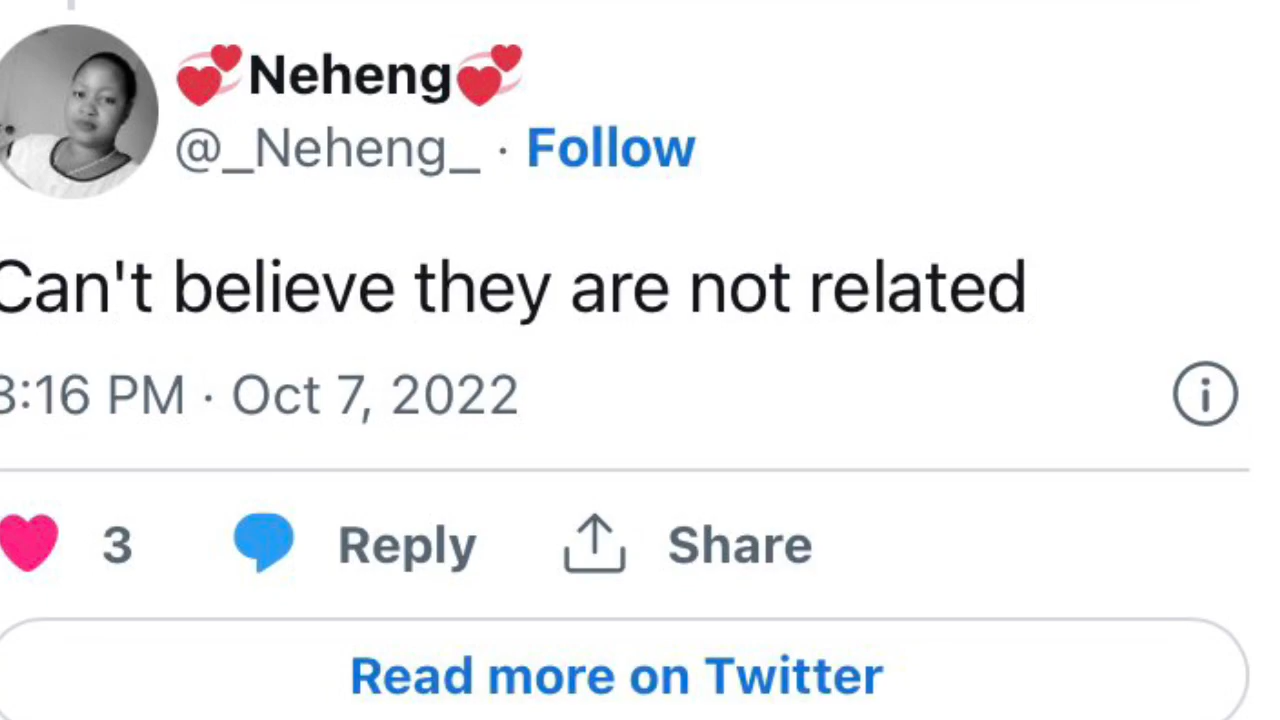 💞Neheng💞
@_Neheng_ · Follow
Can't believe they are not related
:16 PM · Oct 7, 2022
3 Reply Share
Read more on Twitter